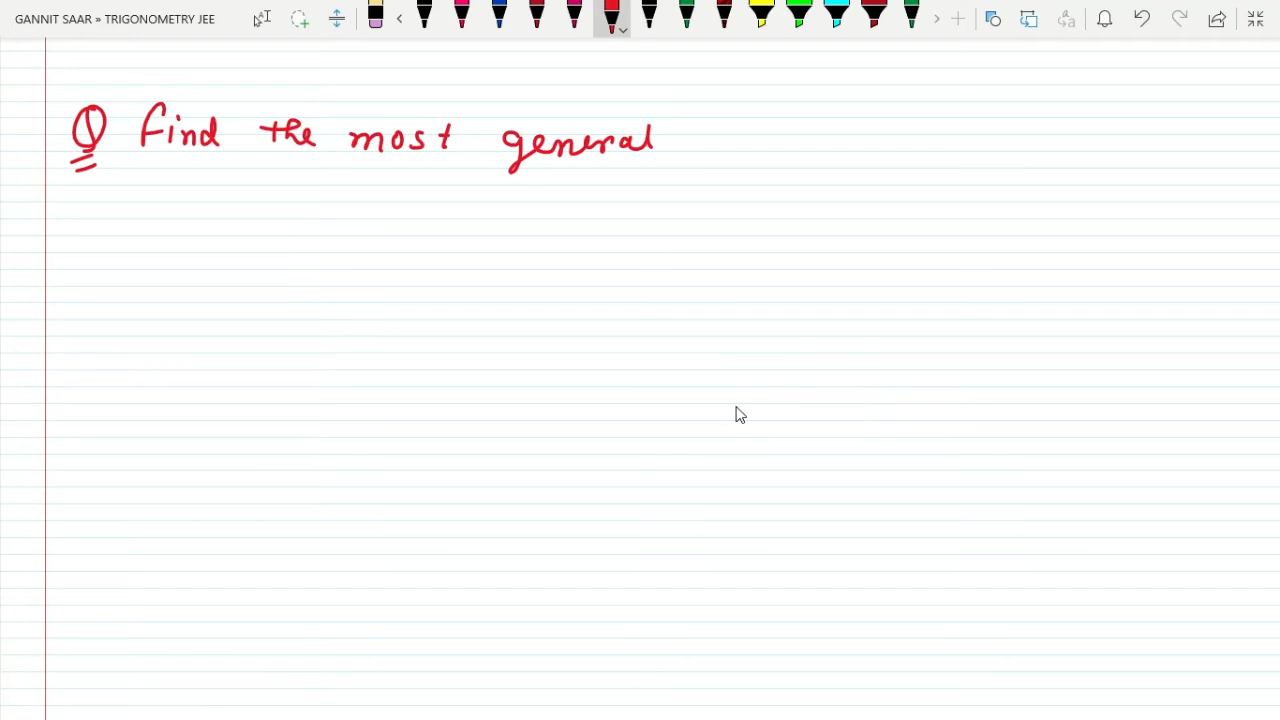 GANNIT SAAR » TRIGONOMETRY JEE
Q Find the most general